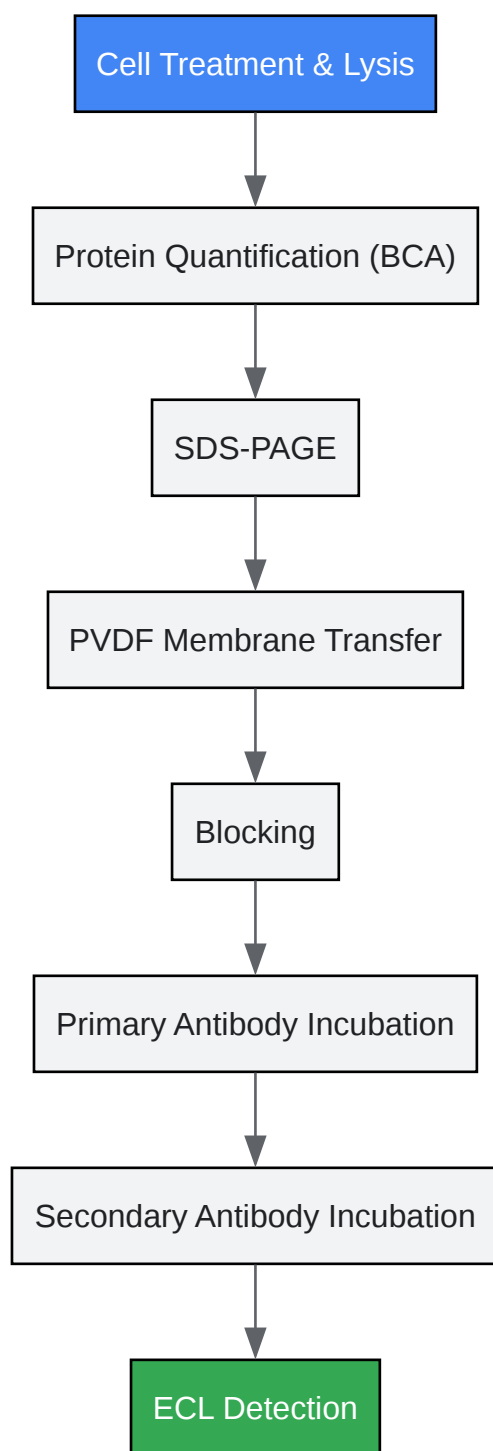 Cell Treatment & Lysis
Protein Quantification (BCA)
SDS-PAGE
PVDF Membrane Transfer
Blocking
Primary Antibody Incubation
Secondary Antibody Incubation
ECL Detection